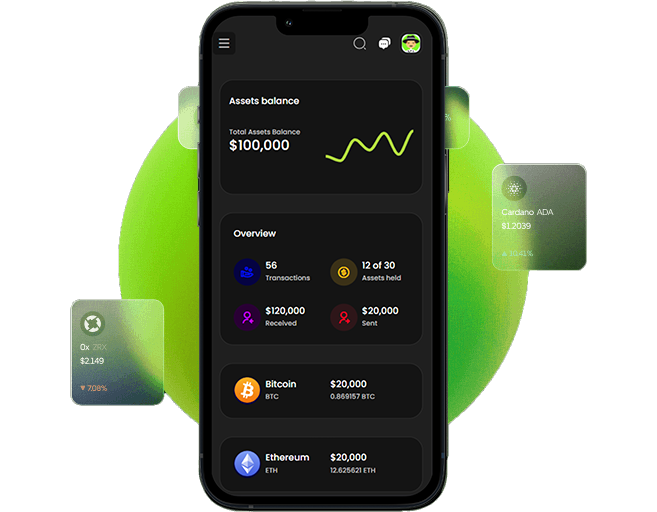 Assets balance
Total Assets Balance
$100,000
%
Cardano ADA
$1,2039
Overview
56
Transactions
12 of 30
Assets held
$120,000
Received
$20,000
Sent
0x ZRX
$2.149
▼ 7,08%
Bitcoin
BTC
$20,000
0.869157 BTC
Ethereum
ETH
$20,000
12.625621 ETH